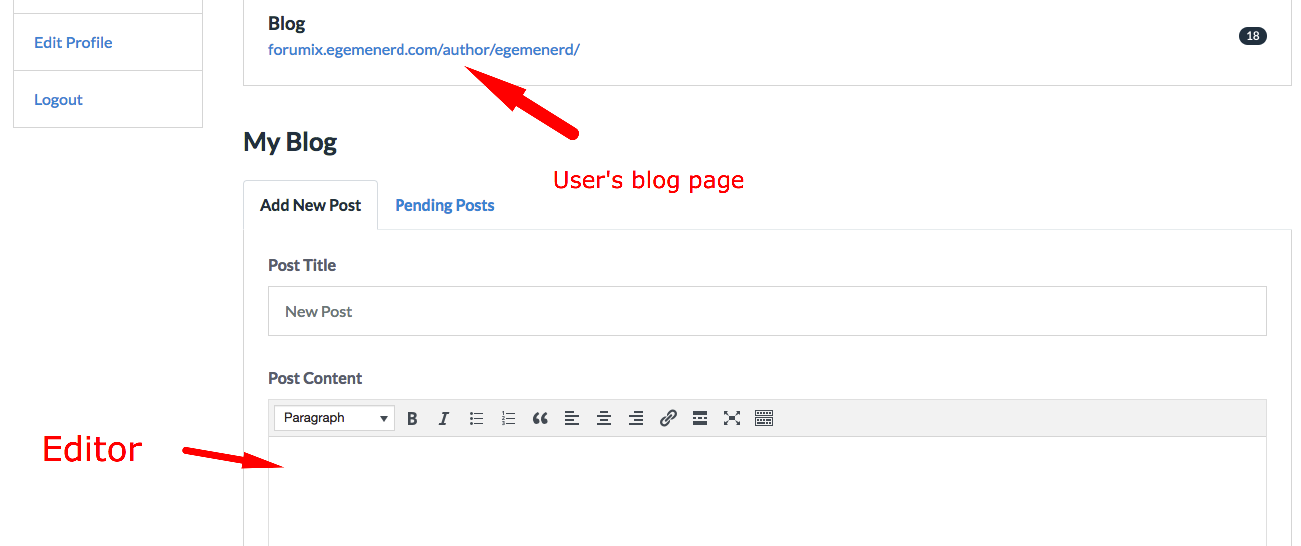 Edit Profile
Logout
Blog
forumix.egemenerd.com/author/egemenerd/
18
My Blog
User's blog page
Add New Post
Pending Posts
Post Title
New Post
Post Content
Paragraph
Editor